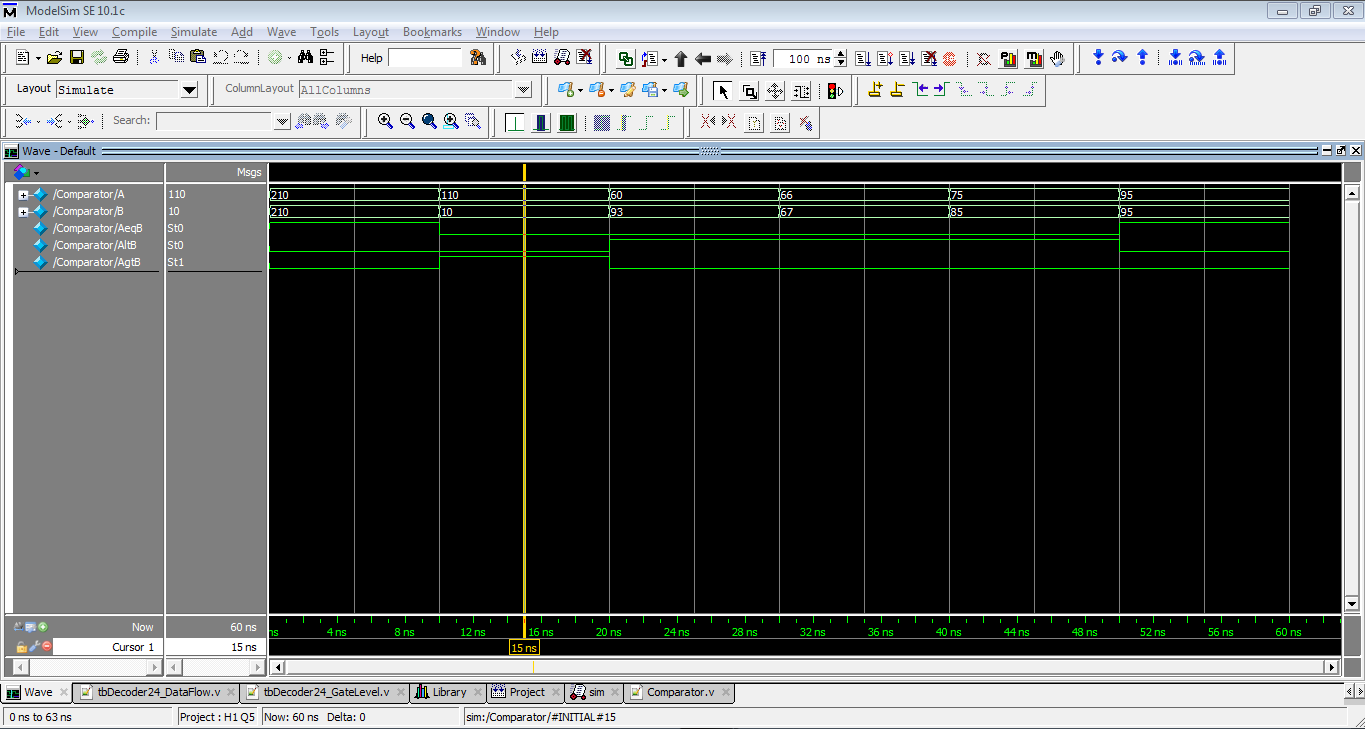 ModelSim SE 10.1c
File Edit View Compile Simulate Add Wave Tools Layout Bookmarks Window Help
Help 100 ns
Layout Simulate ColumnLayout AllColumns
Search:
Wave - Default
Msgs
/Comparator/A 110 210 110 60 66 75 95
/Comparator/B 10 210 10 93 67 85 95
/Comparator/AeqB St0
/Comparator/AltB St0
/Comparator/AgtB St1
Now 60 ns ns 4 ns 8 ns 12 ns 16 ns 20 ns 24 ns 28 ns 32 ns 36 ns 40 ns 44 ns 48 ns 52 ns 56 ns 60 ns
Cursor 1 15 ns 15 ns
Wave tbDecoder24_DataFlow.v tbDecoder24_GateLevel.v Library Project sim Comparator.v
0 ns to 63 ns Project : H1 Q5 Now: 60 ns Delta: 0 sim:/Comparator/#INITIAL#15